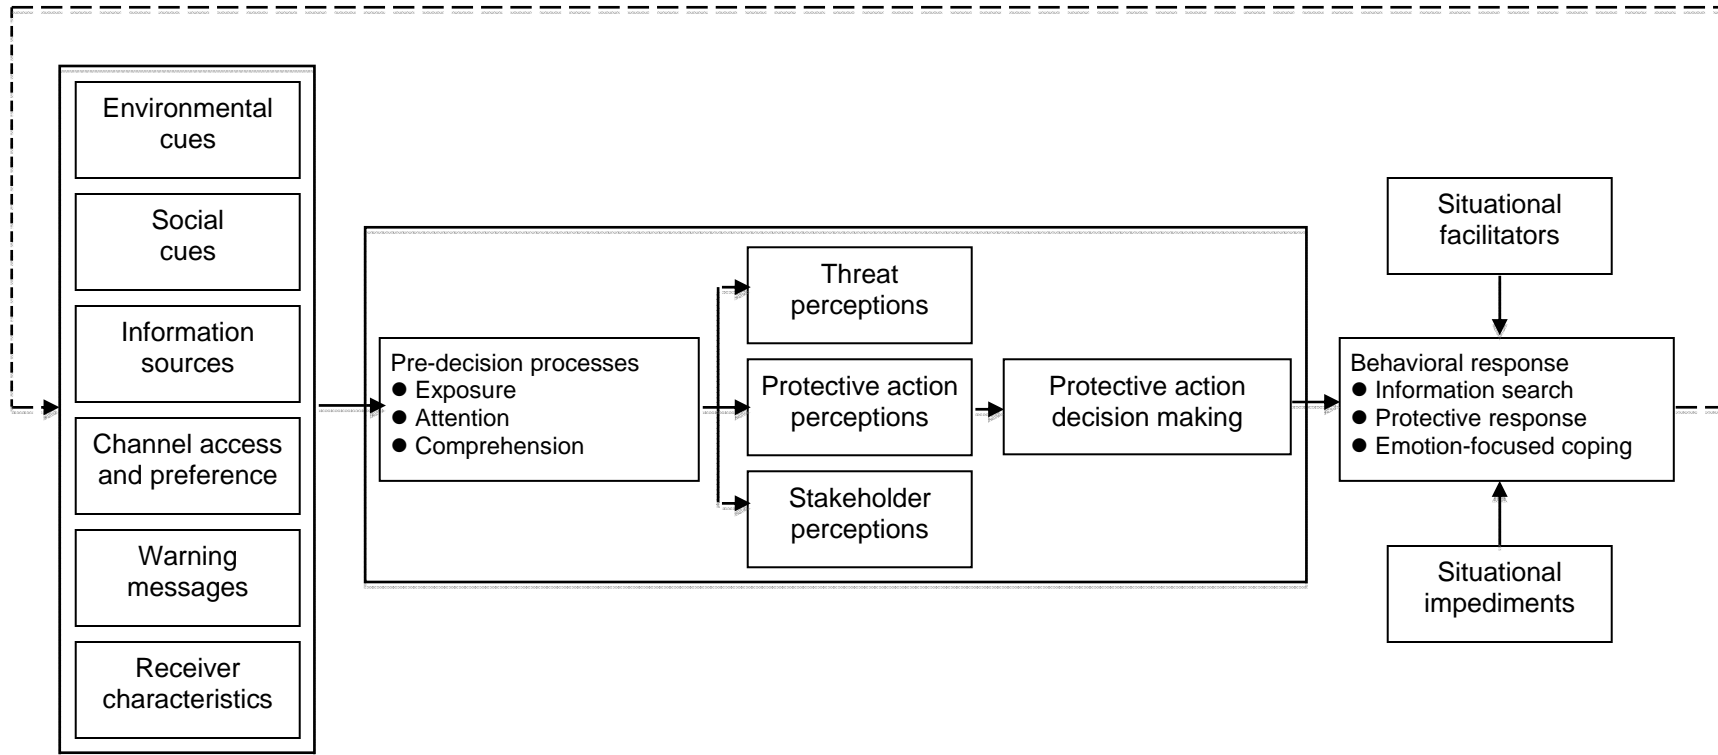 Environmental
cues
Social
cues
Information
sources
Channel access
and preference
Warning
messages
Receiver
characteristics
Pre-decision processes
● Exposure
● Attention
● Comprehension
Threat
perceptions
Protective action
perceptions
Stakeholder
perceptions
Protective action
decision making
Situational
facilitators
Behavioral response
● Information search
● Protective response
● Emotion-focused coping
Situational
impediments